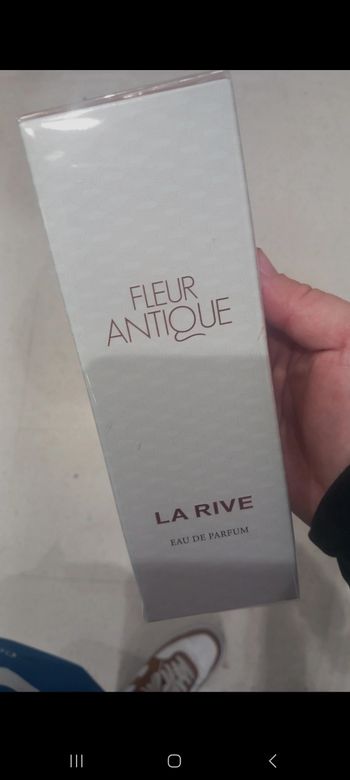 FLEUR
ANTIQUE
LA RIVE
EAU DE PARFUM